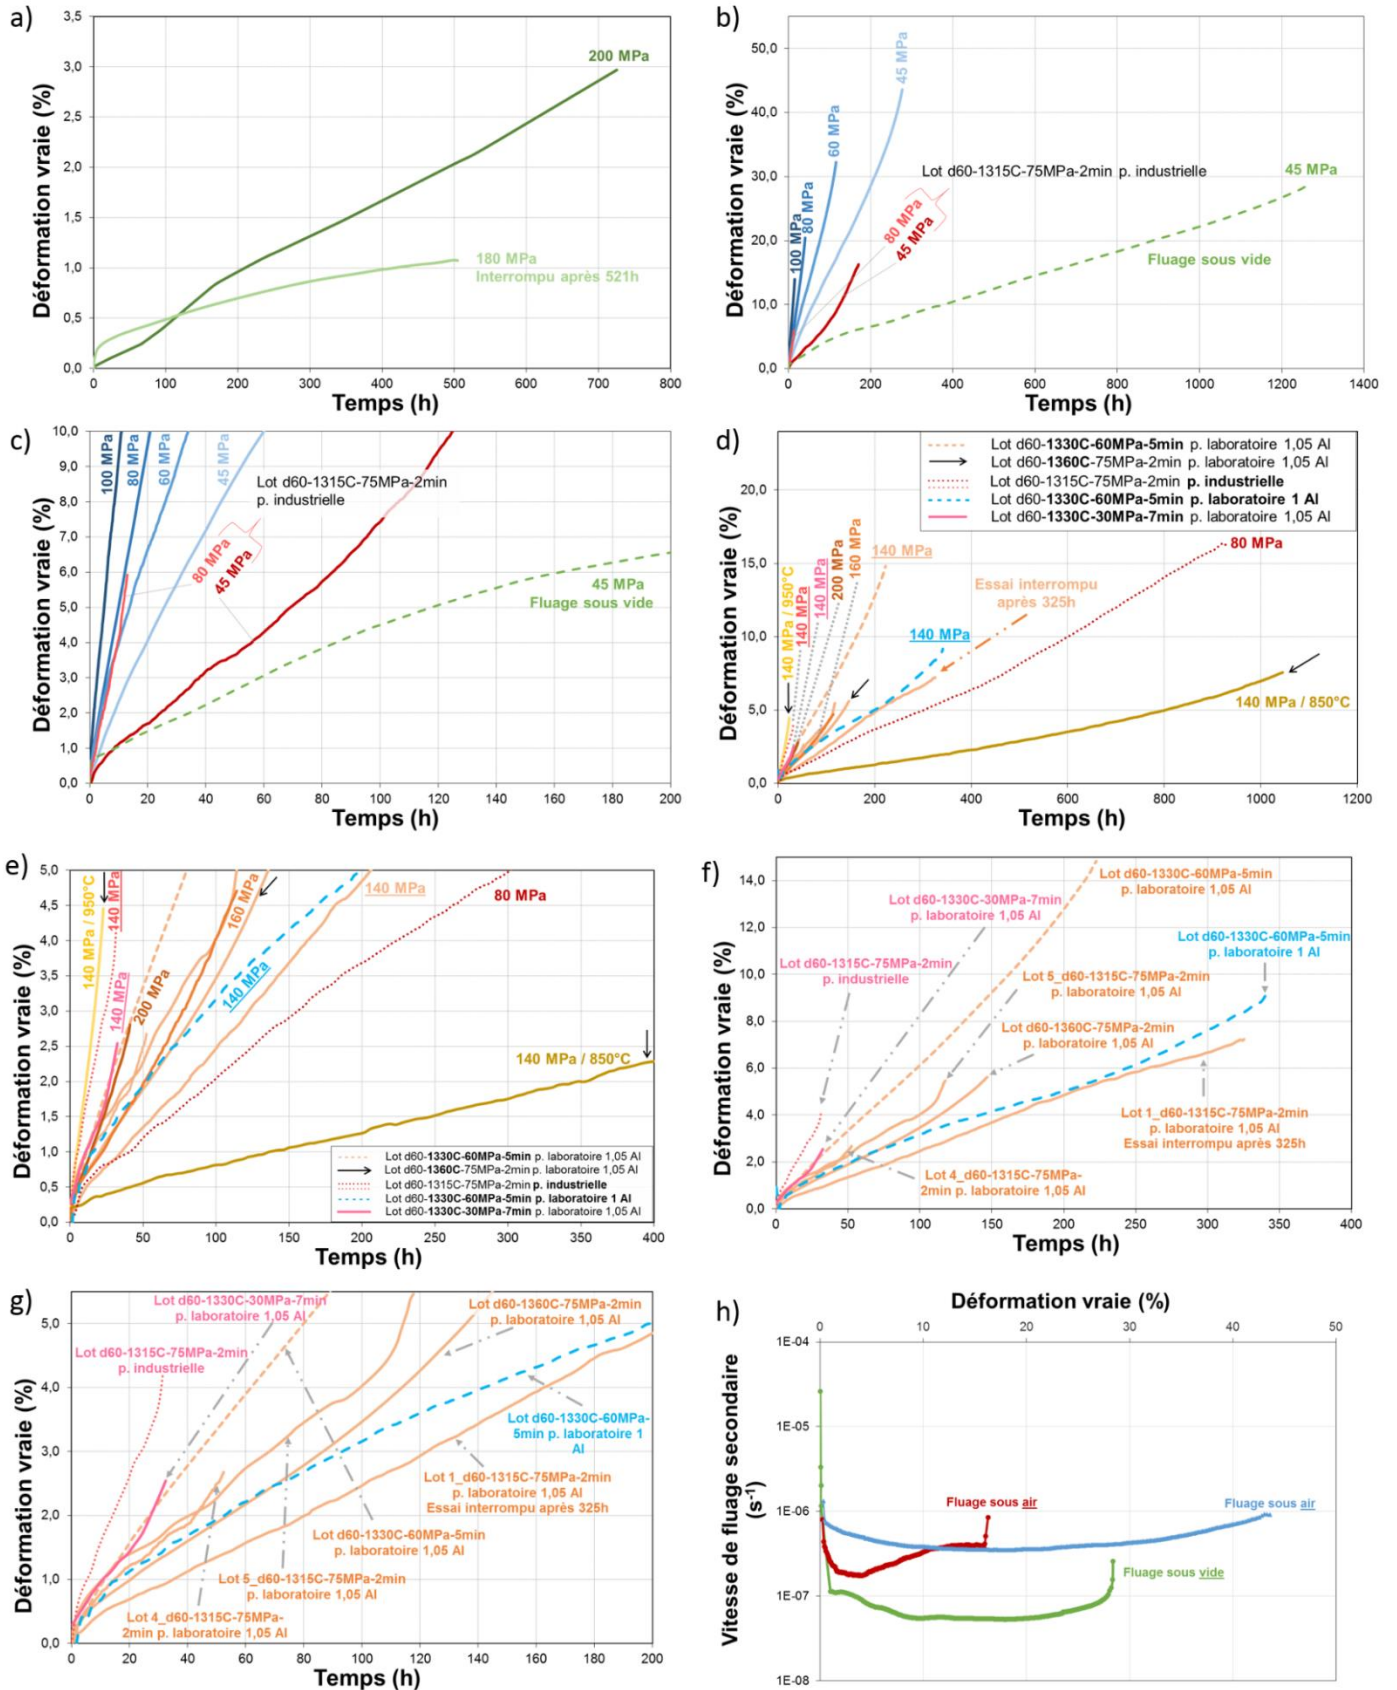 a)
3,5
3,0
2,5
2,0
1,5
1,0
0,5
0,0
Déformation vraie (%)
200 MPa
180 MPa
Interrompu après 521h
0 100 200 300 400 500 600 700 800
Temps (h)
b)
50,0
40,0
30,0
20,0
10,0
0,0
Déformation vraie (%)
100 MPa
80 MPa
60 MPa
45 MPa
Lot d60-1315C-75MPa-2min p. industrielle
80 MPa
45 MPa
45 MPa
Fluage sous vide
0 200 400 600 800 1000 1200 1400
Temps (h)
c)
10,0
9,0
8,0
7,0
6,0
5,0
4,0
3,0
2,0
1,0
0,0
Déformation vraie (%)
100 MPa
80 MPa
60 MPa
45 MPa
Lot d60-1315C-75MPa-2min
p. industrielle
80 MPa
45 MPa
45 MPa
Fluage sous vide
0 20 40 60 80 100 120 140 160 180 200
Temps (h)
d)
20,0
15,0
10,0
5,0
0,0
Déformation vraie (%)
Lot d60-1330C-60MPa-5min p. laboratoire 1,05 Al
Lot d60-1360C-75MPa-2min p. laboratoire 1,05 Al
Lot d60-1315C-75MPa-2min p. industrielle
Lot d60-1330C-60MPa-5min p. laboratoire 1 Al
Lot d60-1330C-30MPa-7min p. laboratoire 1,05 Al
140 MPa / 950°C
140 MPa
140 MPa
200 MPa
160 MPa
140 MPa
80 MPa
Essai interrompu
après 325h
140 MPa
140 MPa / 850°C
0 200 400 600 800 1000 1200
Temps (h)
e)
5,0
4,5
4,0
3,5
3,0
2,5
2,0
1,5
1,0
0,5
0,0
Déformation vraie (%)
140 MPa / 950°C
140 MPa
140 MPa
200 MPa
160 MPa
140 MPa
140 MPa
80 MPa
140 MPa / 850°C
Lot d60-1330C-60MPa-5min p. laboratoire 1,05 Al
Lot d60-1360C-75MPa-2min p. laboratoire 1,05 Al
Lot d60-1315C-75MPa-2min p. industrielle
Lot d60-1330C-60MPa-5min p. laboratoire 1 Al
Lot d60-1330C-30MPa-7min p. laboratoire 1,05 Al
0 50 100 150 200 250 300 350 400
Temps (h)
f)
14,0
12,0
10,0
8,0
6,0
4,0
2,0
0,0
Déformation vraie (%)
Lot d60-1330C-60MPa-5min
p. laboratoire 1,05 Al
Lot d60-1330C-30MPa-7min
p. laboratoire 1,05 Al
Lot d60-1330C-60MPa-5min
p. laboratoire 1 Al
Lot d60-1315C-75MPa-2min
p. industrielle
Lot 5_d60-1315C-75MPa-2min
p. laboratoire 1,05 Al
Lot d60-1360C-75MPa-2min
p. laboratoire 1,05 Al
Lot 1_d60-1315C-75MPa-2min
p. laboratoire 1,05 Al
Essai interrompu après 325h
Lot 4_d60-1315C-75MPa-
2min p. laboratoire 1,05 Al
0 50 100 150 200 250 300 350 400
Temps (h)
g)
5,0
4,0
3,0
2,0
1,0
0,0
Déformation vraie (%)
Lot d60-1330C-30MPa-7min
p. laboratoire 1,05 Al
Lot d60-1360C-75MPa-2min
p. laboratoire 1,05 Al
Lot d60-1315C-75MPa-2min
p. industrielle
Lot d60-1330C-60MPa-
5min p. laboratoire 1
Al
Lot 1_d60-1315C-75MPa-2min
p. laboratoire 1,05 Al
Essai interrompu après 325h
Lot d60-1330C-60MPa-5min
p. laboratoire 1,05 Al
Lot 5_d60-1315C-75MPa-2min
p. laboratoire 1,05 Al
Lot 4_d60-1315C-75MPa-
2min p. laboratoire 1,05 Al
0 20 40 60 80 100 120 140 160 180 200
Temps (h)
h)
Déformation vraie (%)
0 10 20 30 40 50
1E-04
1E-05
1E-06
1E-07
1E-08
Vitesse de fluage secondaire
(s-1)
Fluage sous air
Fluage sous air
Fluage sous vide